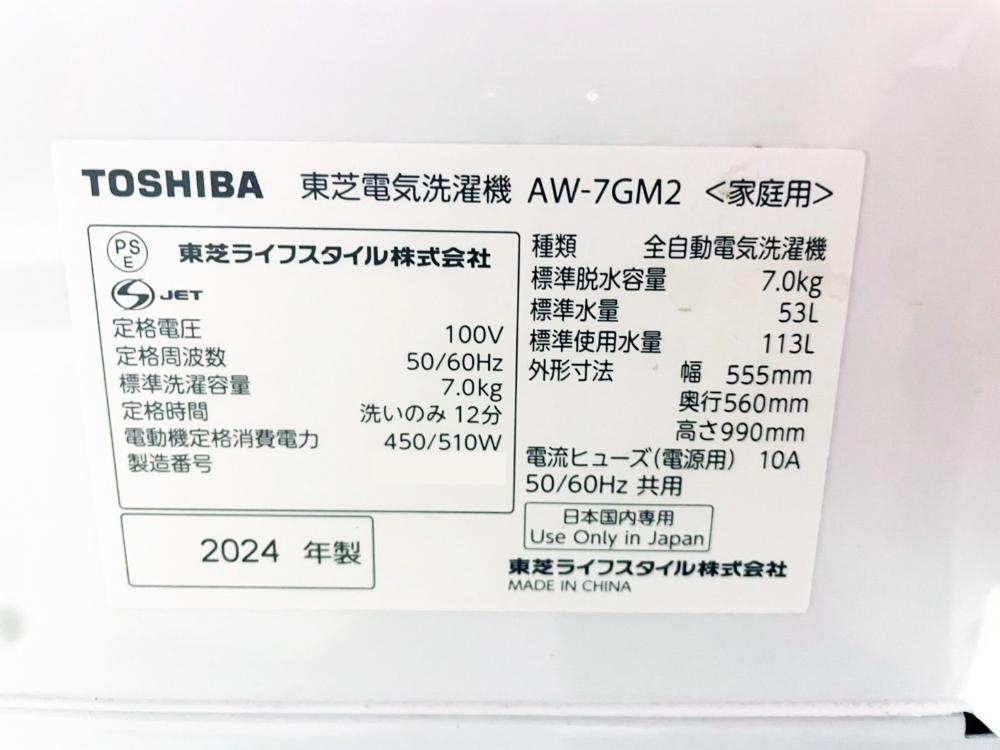 TOSHIBA 東芝電気洗濯機 AW-7GM2 <家庭用>
PS
E
東芝ライフスタイル株式会社
S JET
定格電圧 100V
定格周波数 50/60Hz
標準洗濯容量 7.0kg
定格時間 洗いのみ 12分
電動機定格消費電力 450/510W
製造番号
2024 年製
種類 全自動電気洗濯機
標準脱水容量 7.0kg
標準水量 53L
標準使用水量 113L
外形寸法 幅 555mm
奥行560mm
高さ990mm
電流ヒューズ(電源用) 10A
50/60Hz 共用
日本国内専用
Use Only in Japan
東芝ライフスタイル株式会社
MADE IN CHINA